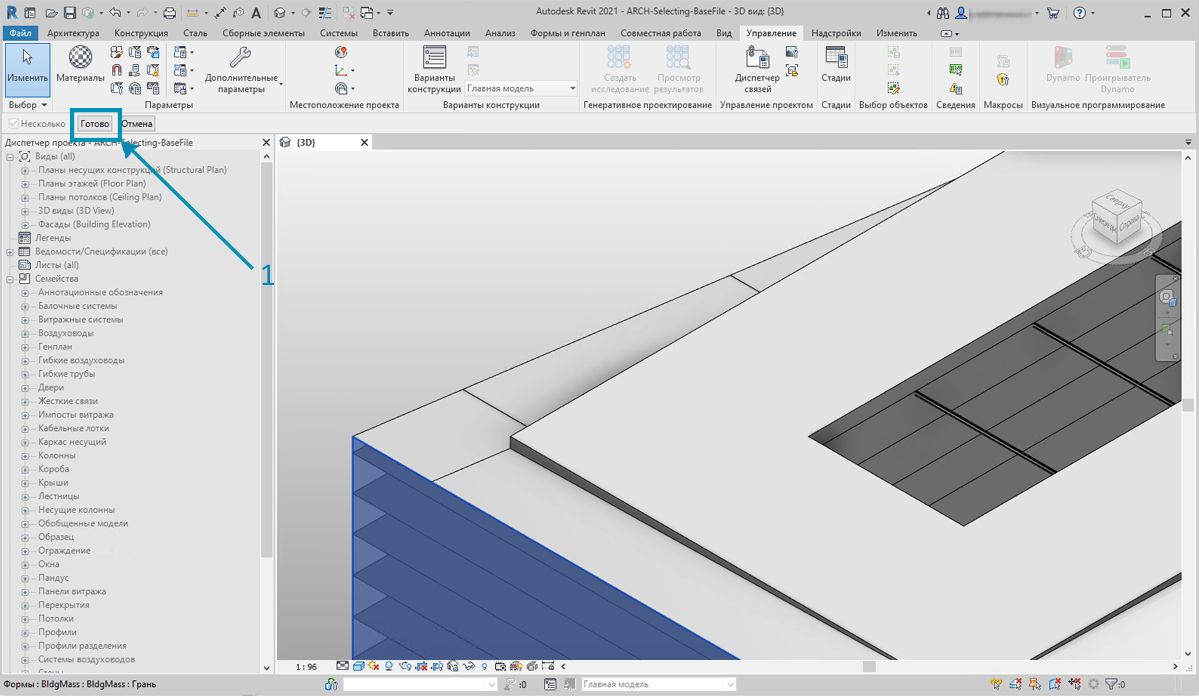 Autodesk Revit 2021 - ARCH-Selecting-BaseFile - 3D вид: {3D}
Файл Архитектура Конструкция Сталь Сборные элементы Системы Вставить Аннотации Анализ Формы и генплан Совместная работа Вид Управление Надстройки Изменить
Изменить Материалы Дополнительные параметры Варианты конструкции Главная модель Создать исследование Просмотр результатов Диспетчер связей Стадии Dynamo Проигрыватель Dynamo
Выбор Параметры Местоположение проекта Варианты конструкции Генеративное проектирование Управление проектом Стадии Выбор объектов Сведения Макросы Визуальное программирование
Несколько Готово Отмена
Диспетчер проекта - ARCH-Selecting-BaseFile
{3D}
Виды (all)
Планы несущих конструкций (Structural Plan)
Планы этажей (Floor Plan)
Планы потолков (Ceiling Plan)
3D виды (3D View)
Фасады (Building Elevation)
Легенды
Ведомости/Спецификации (все)
Листы (all)
Семейства
Аннотационные обозначения
Балочные системы
Витражные системы
Воздуховоды
Генплан
Гибкие воздуховоды
Гибкие трубы
Двери
Жесткие связи
Импосты витража
Кабельные лотки
Каркас несущий
Колонны
Короба
Крыши
Лестницы
Несущие колонны
Обобщенные модели
Образец
Ограждение
Окна
Пандус
Панели витража
Перекрытия
Потолки
Профили
Профили разделения
Системы воздуховодов
1
Сверху
Справа
1 : 96
Формы : BldgMass : BldgMass : Грань
:0
Главная модель
:0